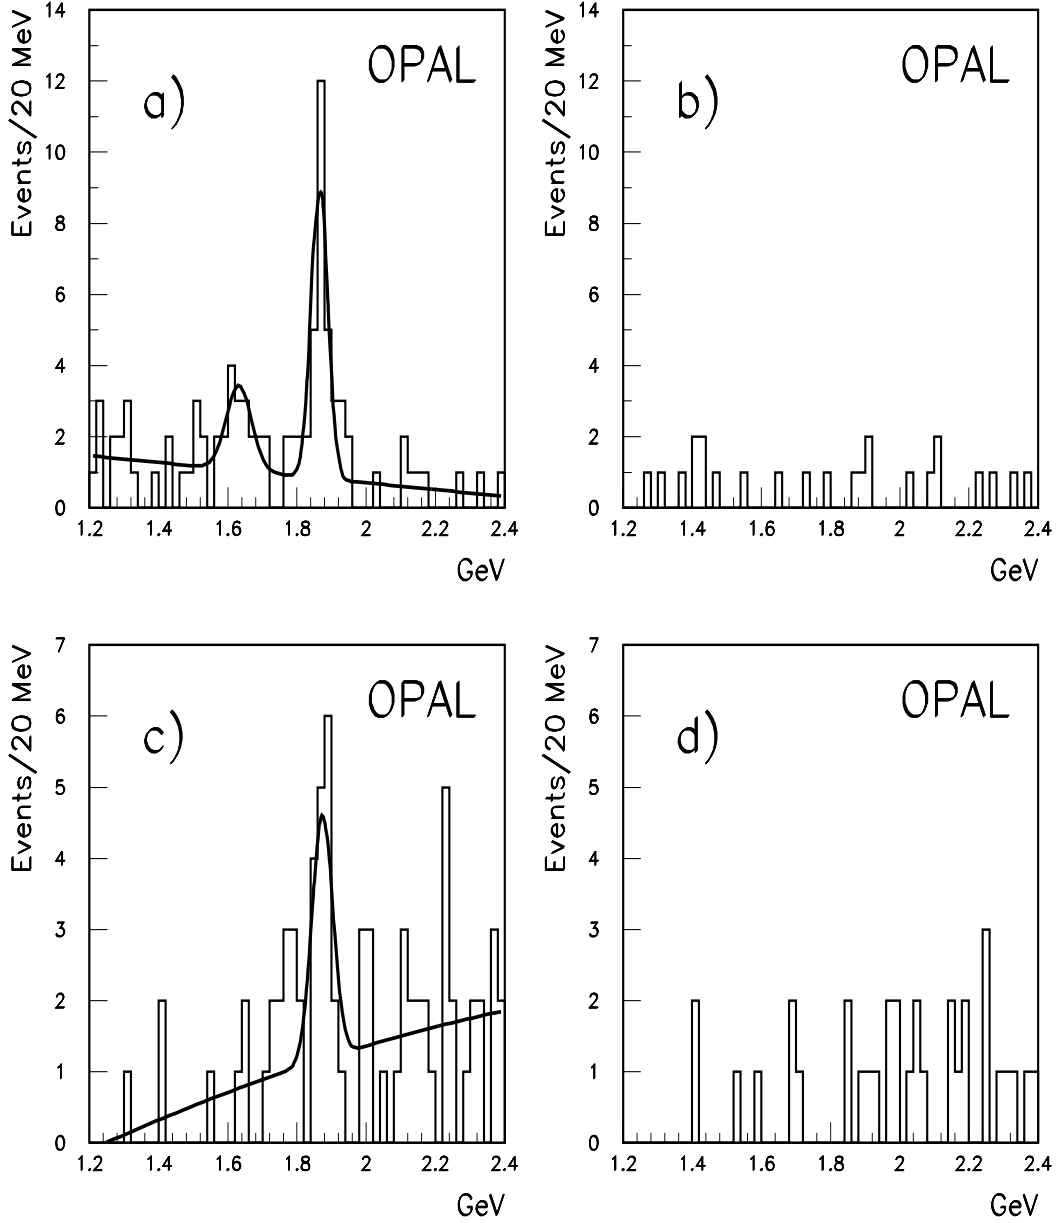 14 OPAL 14 OPAL
a) b)
12 12
10 10
8 8
6 6
4 4
2 2
0 0
1.2 1.4 1.6 1.8 2 2.2 2.4 1.2 1.4 1.6 1.8 2 2.2 2.4
Events/20 MeV Events/20 MeV
GeV GeV
7 OPAL 7 OPAL
c) d)
6 6
5 5
4 4
3 3
2 2
1 1
0 0
1.2 1.4 1.6 1.8 2 2.2 2.4 1.2 1.4 1.6 1.8 2 2.2 2.4
Events/20 MeV Events/20 MeV
GeV GeV